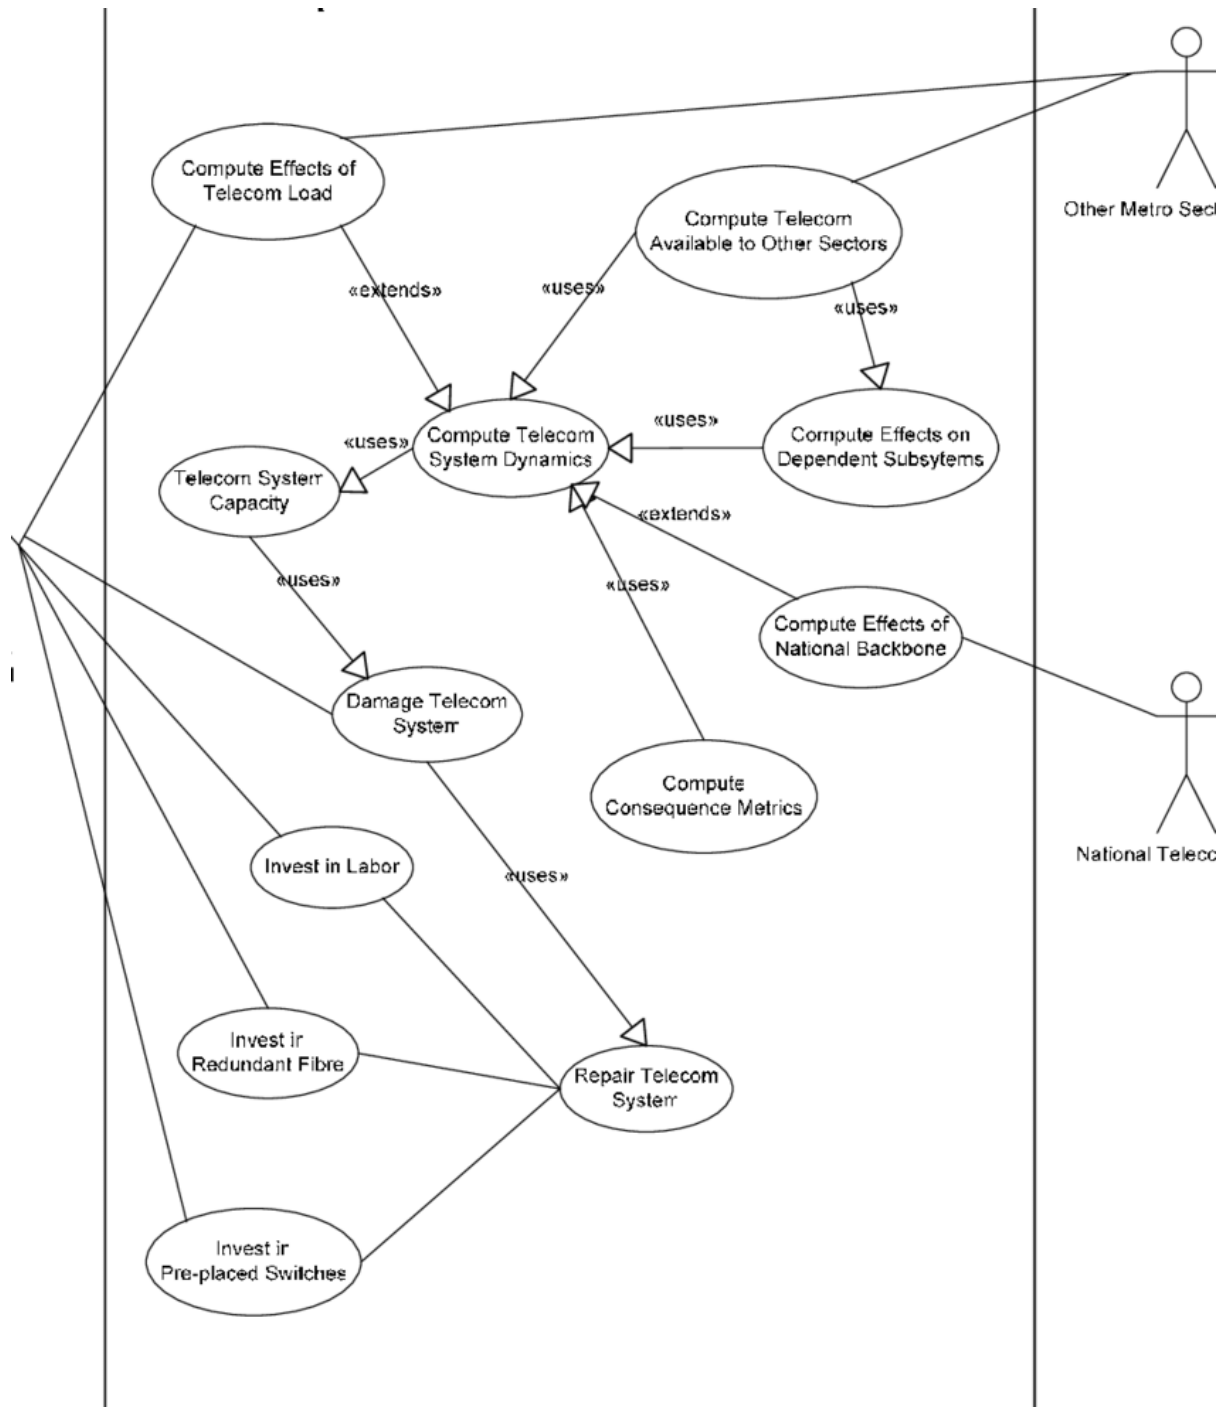 Compute Effects of
Telecom Load
Other Metro Sect
Compute Telecom
Available to Other Sectors
«extends»
«uses»
«uses»
«uses»
«uses»
Compute Telecom
System Dynamics
Compute Effects on
Dependent Subsytems
Telecom System
Capacity
«extends»
«uses»
«uses»
Compute Effects of
National Backbone
Damage Telecom
System
Compute
Consequence Metrics
National Teleco
Invest in Labor
«uses»
Invest in
Redundant Fibre
Repair Telecom
System
Invest in
Pre-placed Switches